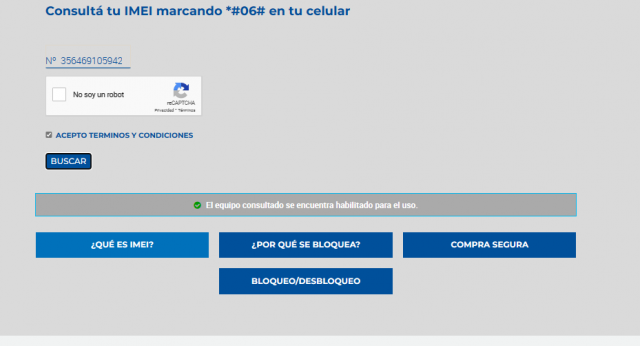 Consultá tu IMEI marcando *#06# en tu celular
Nº 356469105942
No soy un robot
reCAPTCHA
Privacidad - Términos
ACEPTO TERMINOS Y CONDICIONES
BUSCAR
El equipo consultado se encuentra habilitado para el uso.
¿QUÉ ES IMEI?
¿POR QUÉ SE BLOQUEA?
COMPRA SEGURA
BLOQUEO/DESBLOQUEO